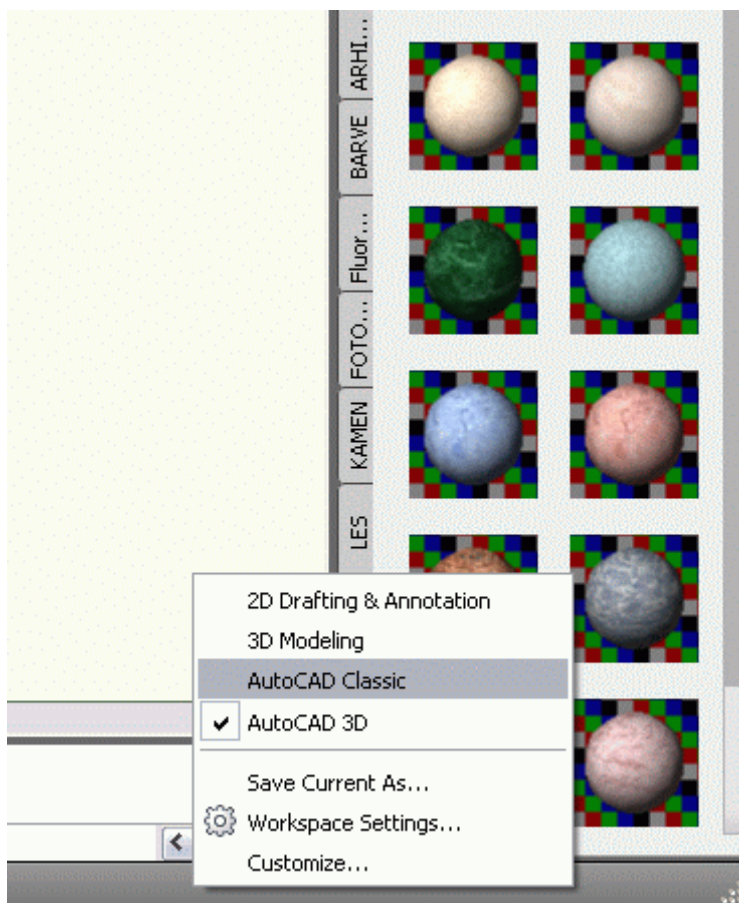 ARHI...
BARVE
Fluor...
FOTO...
KAMEN
LES
2D Drafting & Annotation
3D Modeling
AutoCAD Classic
AutoCAD 3D
Save Current As...
Workspace Settings...
Customize...